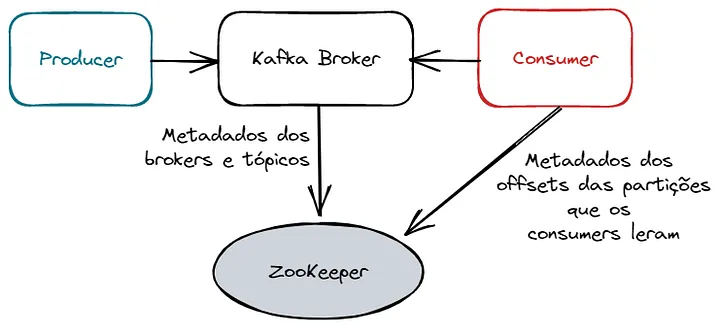 Producer
Kafka Broker
Consumer
Metadados dos
brokers e tópicos
Metadados dos
offsets das partições
que os
consumers leram
ZooKeeper